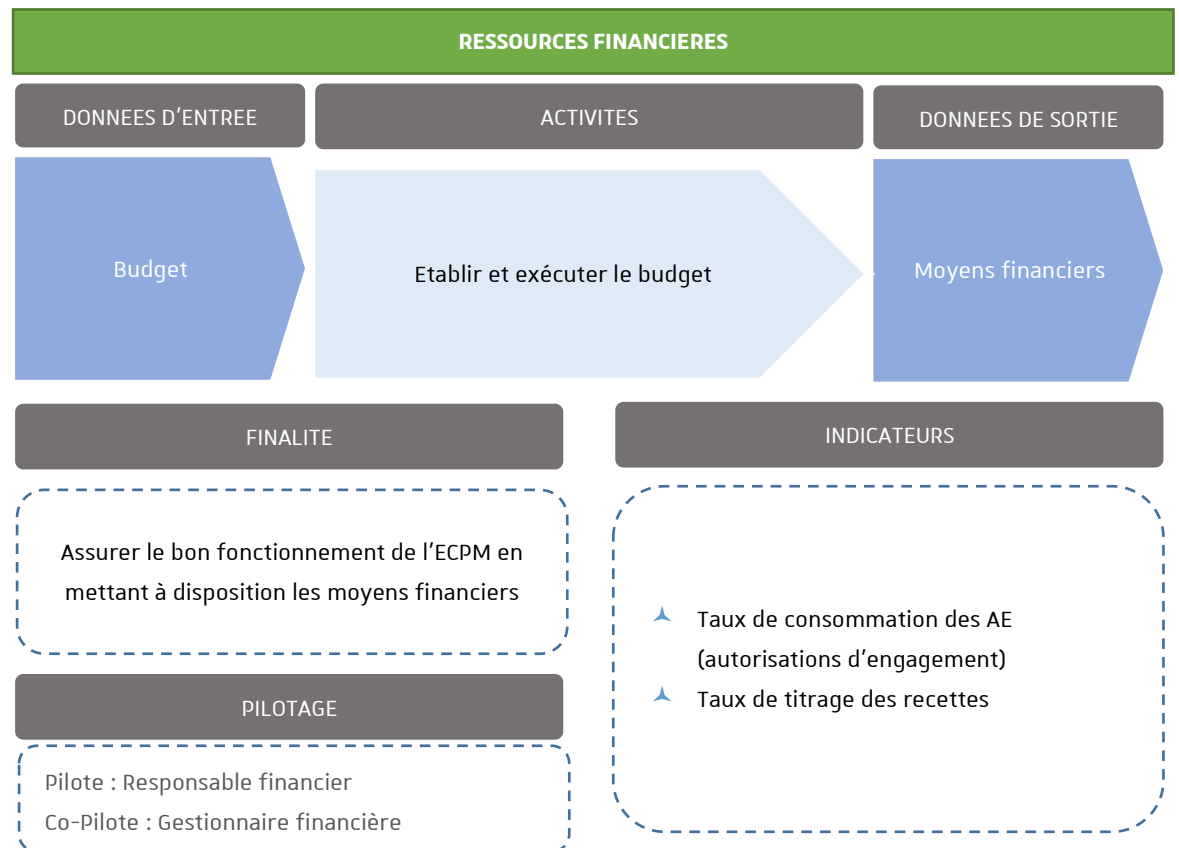 RESSOURCES FINANCIERES
DONNEES D'ENTREE
ACTIVITES
DONNEES DE SORTIE
Budget
Etablir et exécuter le budget
Moyens financiers
FINALITE
Assurer le bon fonctionnement de l'ECPM en
mettant à disposition les moyens financiers
PILOTAGE
Pilote : Responsable financier
Co-Pilote : Gestionnaire financière
INDICATEURS
Taux de consommation des AE
(autorisations d'engagement)
Taux de titrage des recettes